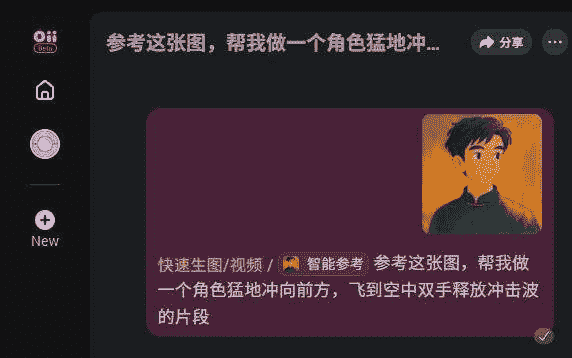 Oii
Beta
参考这张图，帮我做一个角色猛地冲...
分享
New
快速生图/视频 / 智能参考 参考这张图，帮我做
一个角色猛地冲向前方，飞到空中双手释放冲击波
的片段